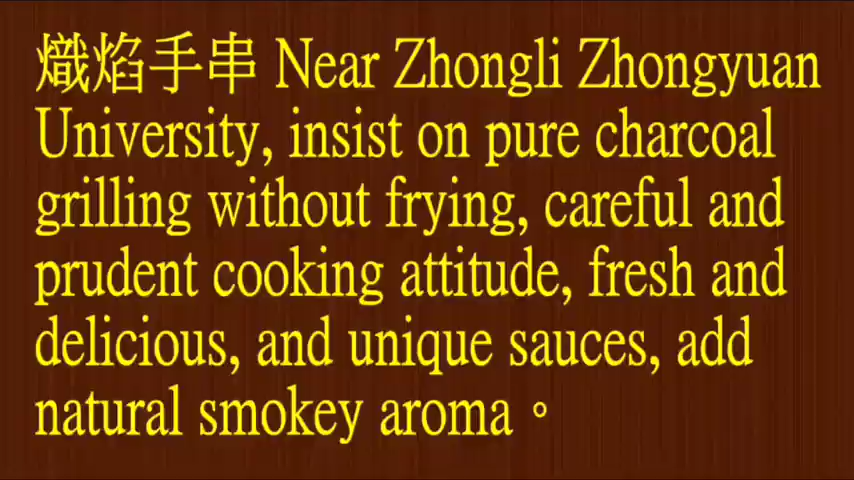 熾焰手串 Near Zhongli Zhongyuan
University, insist on pure charcoal
grilling without frying, careful and
prudent cooking attitude, fresh and
delicious, and unique sauces, add
natural smokey aroma。